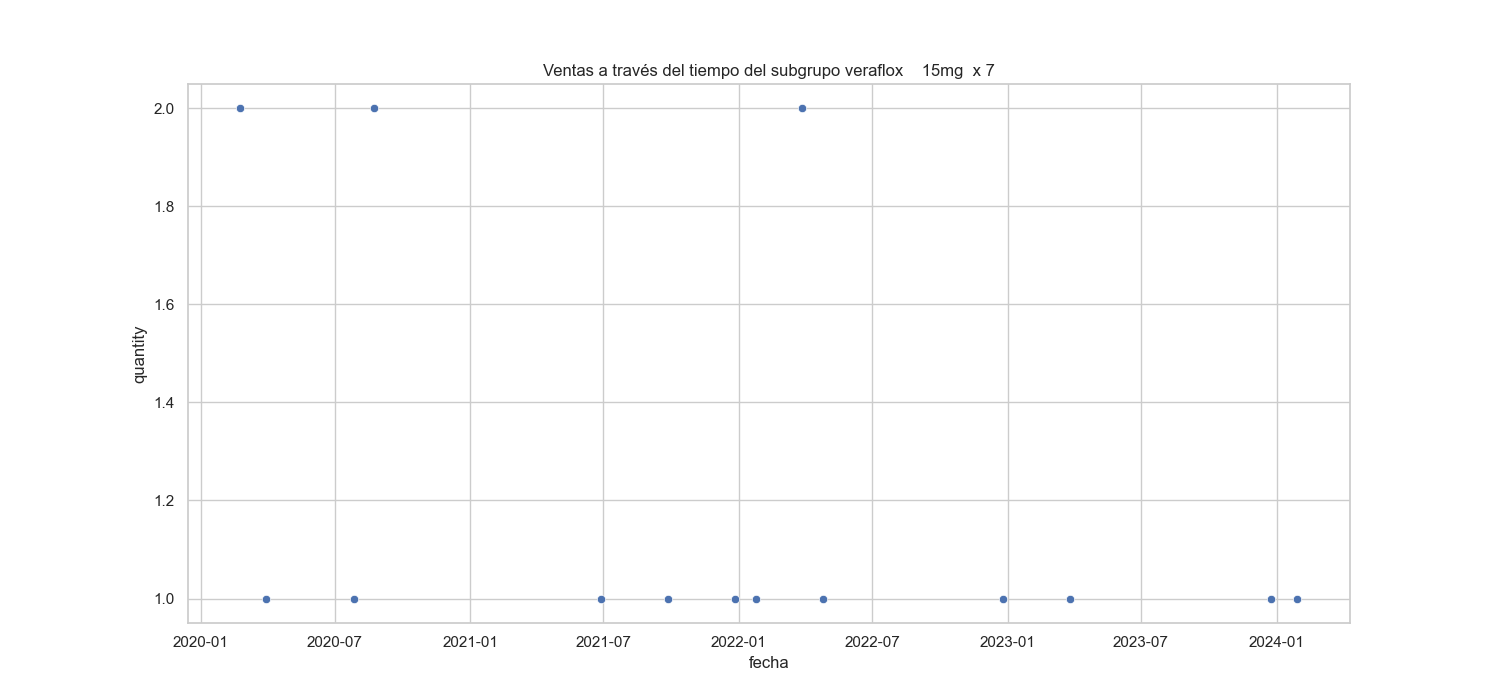 Ventas a través del tiempo del subgrupo veraflox    15mg  x 7
2.0
1.8
1.6
1.4
1.2
1.0
quantity
2020-01 2020-07 2021-01 2021-07 2022-01 2022-07 2023-01 2023-07 2024-01
fecha